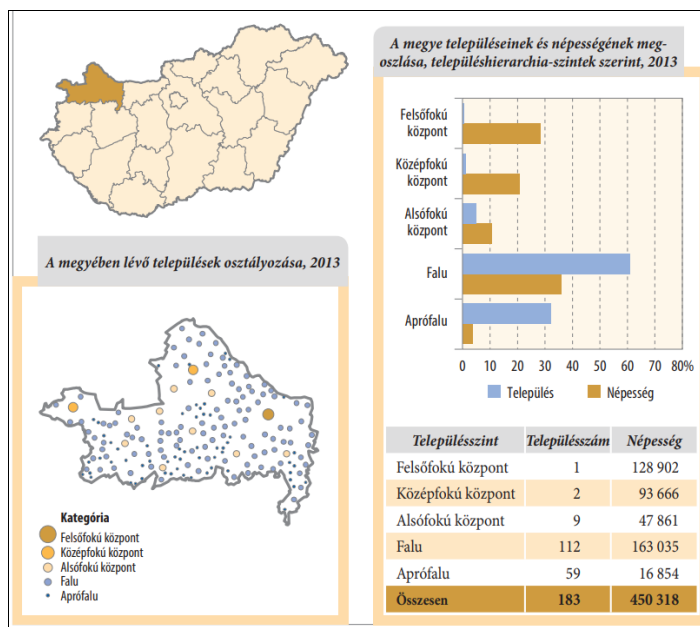 A megye településeinek és népességének meg-
oszlása, településhierarchia-szintek szerint, 2013
Felsőfokú
központ
Középfokú
központ
Alsófokú
központ
Falu
Aprófalu
0 10 20 30 40 50 60 70 80%
Település Népesség
A megyében lévő települések osztályozása, 2013
Kategória
Felsőfokú központ
Középfokú központ
Alsófokú központ
Falu
Aprófalu
Településszint Településszám Népesség
Felsőfokú központ 1 128 902
Középfokú központ 2 93 666
Alsófokú központ 9 47 861
Falu 112 163 035
Aprófalu 59 16 854
Összesen 183 450 318